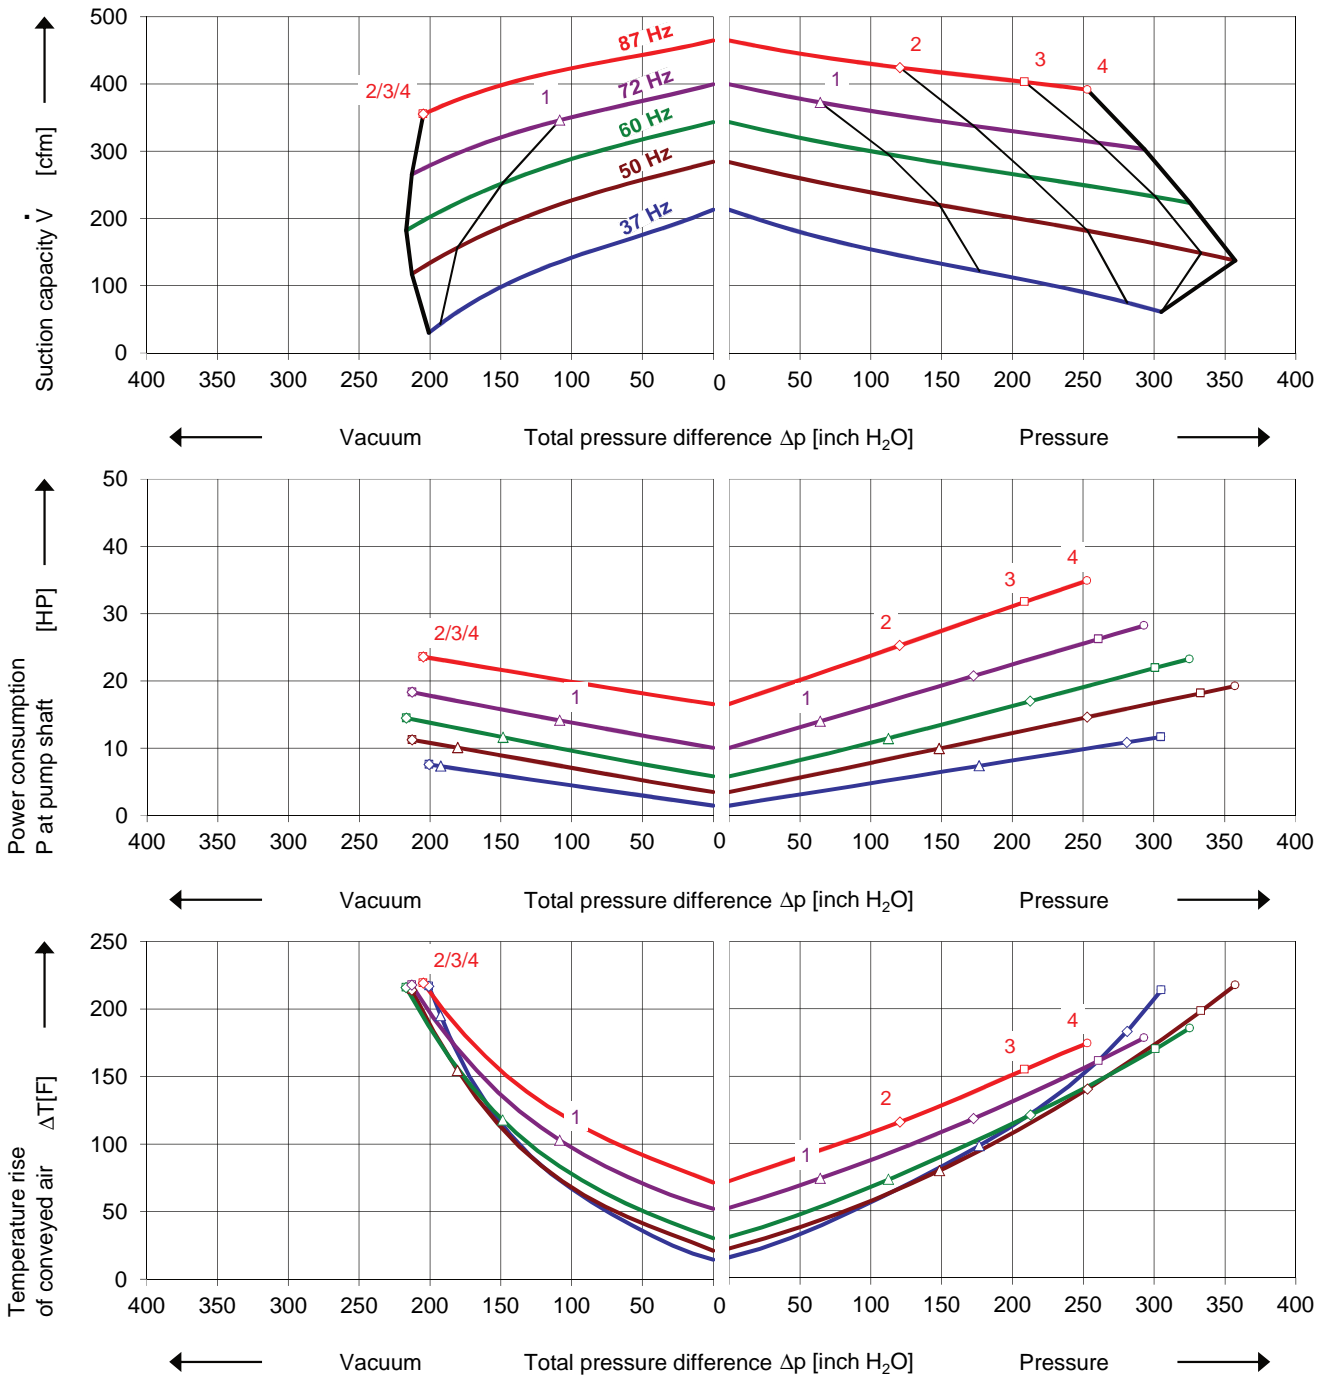 500
400
300
200
100
0
Suction capacity V̇ [cfm]
87 Hz
72 Hz
60 Hz
50 Hz
37 Hz
2/3/4
1
1
2
3
4
400 350 300 250 200 150 100 50 0 50 100 150 200 250 300 350 400
Vacuum Total pressure difference Δp [inch H₂O] Pressure
50
40
30
20
10
0
Power consumption
P at pump shaft [HP]
2/3/4
1
1
2
3
4
400 350 300 250 200 150 100 50 0 50 100 150 200 250 300 350 400
Vacuum Total pressure difference Δp [inch H₂O] Pressure
250
200
150
100
50
0
Temperature rise
of conveyed air ΔT[F]
2/3/4
1
1
2
3
4
400 350 300 250 200 150 100 50 0 50 100 150 200 250 300 350 400
Vacuum Total pressure difference Δp [inch H₂O] Pressure